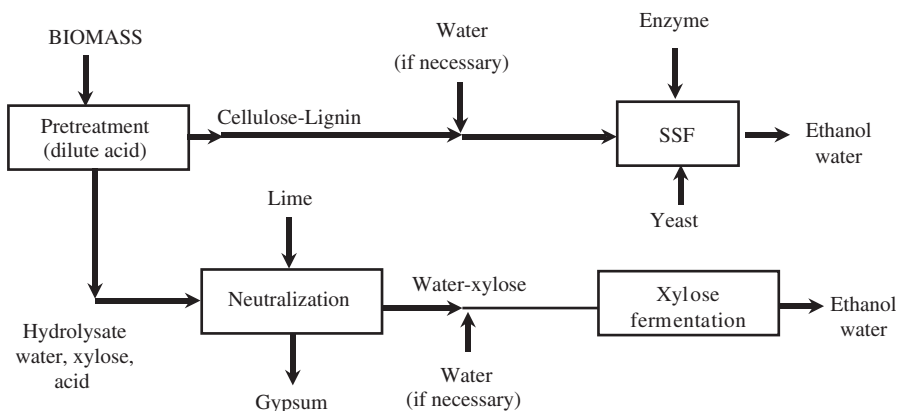 BIOMASS
Water
(if necessary)
Enzyme
Pretreatment
(dilute acid)
Cellulose-Lignin
SSF
Ethanol
water
Yeast
Lime
Neutralization
Water-xylose
Xylose
fermentation
Ethanol
water
Hydrolysate
water, xylose,
acid
Gypsum
Water
(if necessary)